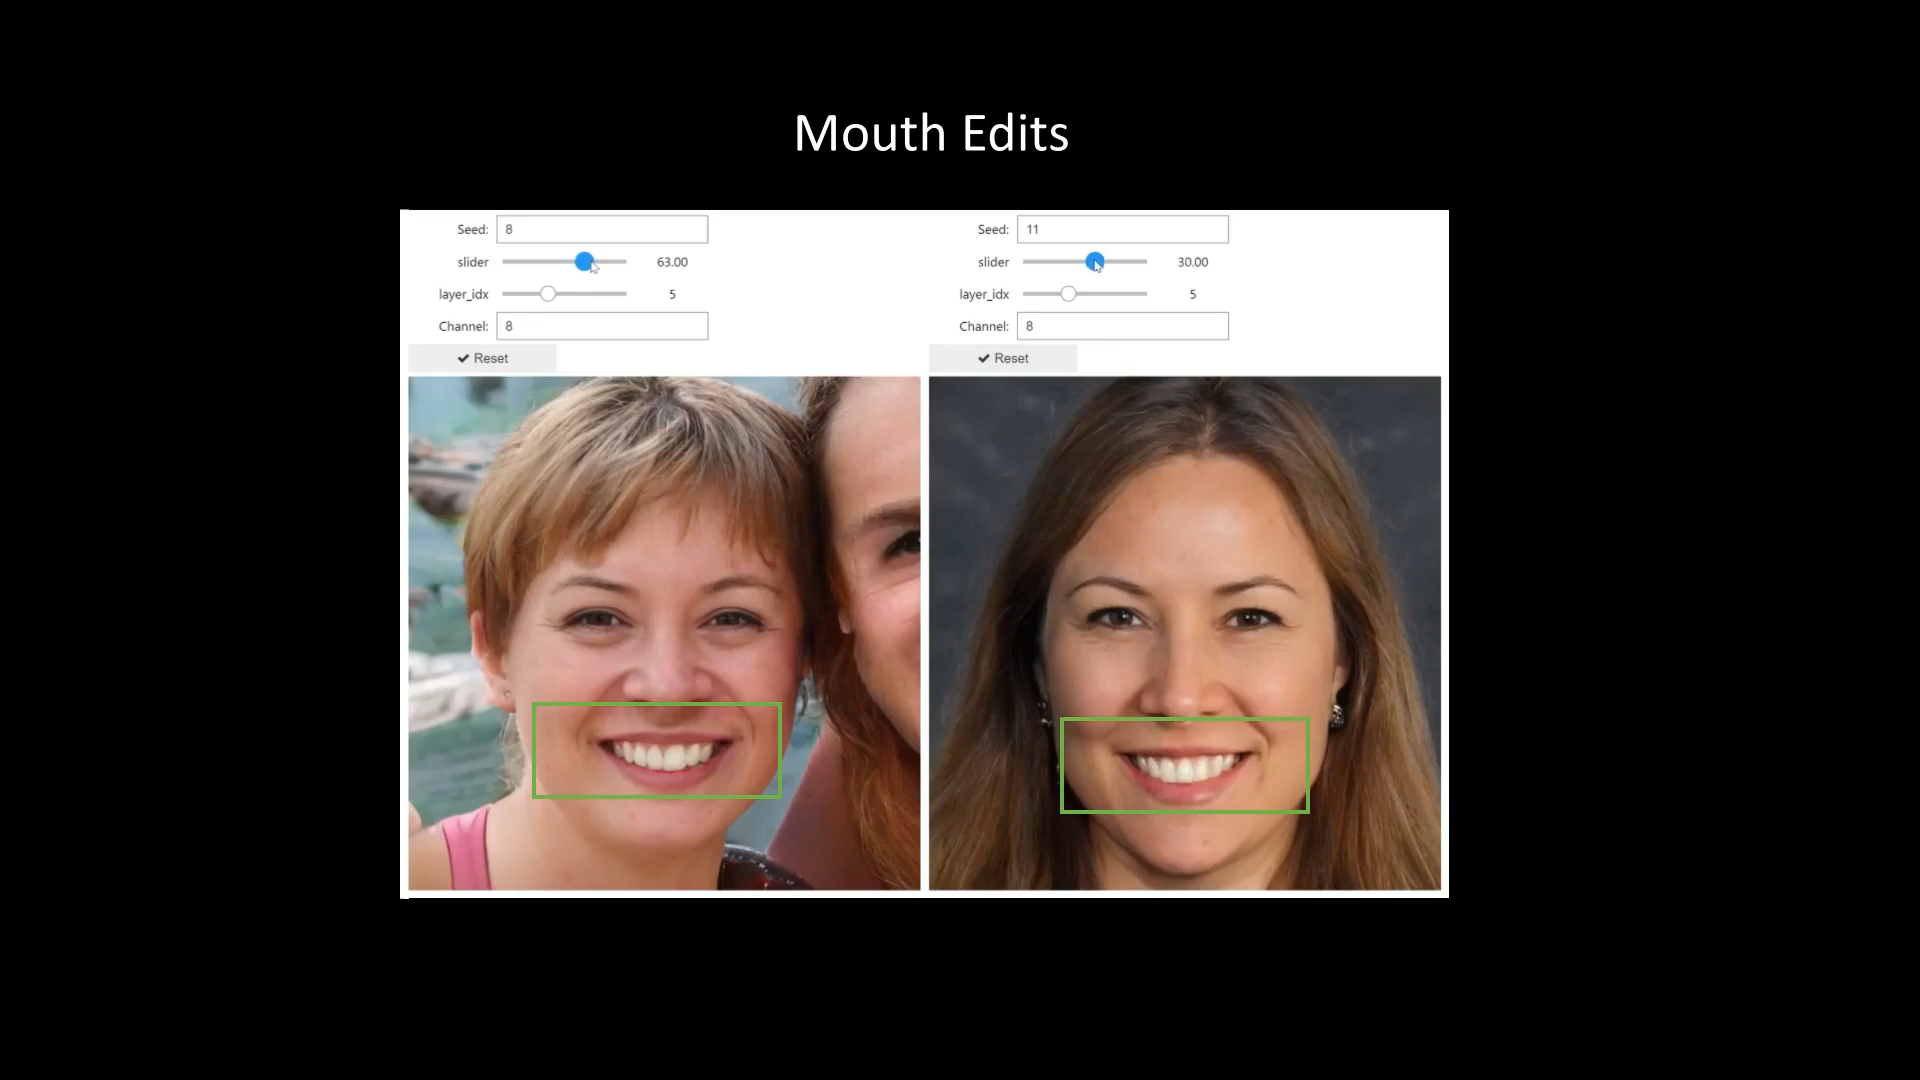 Mouth Edits
Seed: 8
slider 63.00
layer_idx 5
Channel: 8
Reset
Seed: 11
slider 30.00
layer_idx 5
Channel: 8
Reset